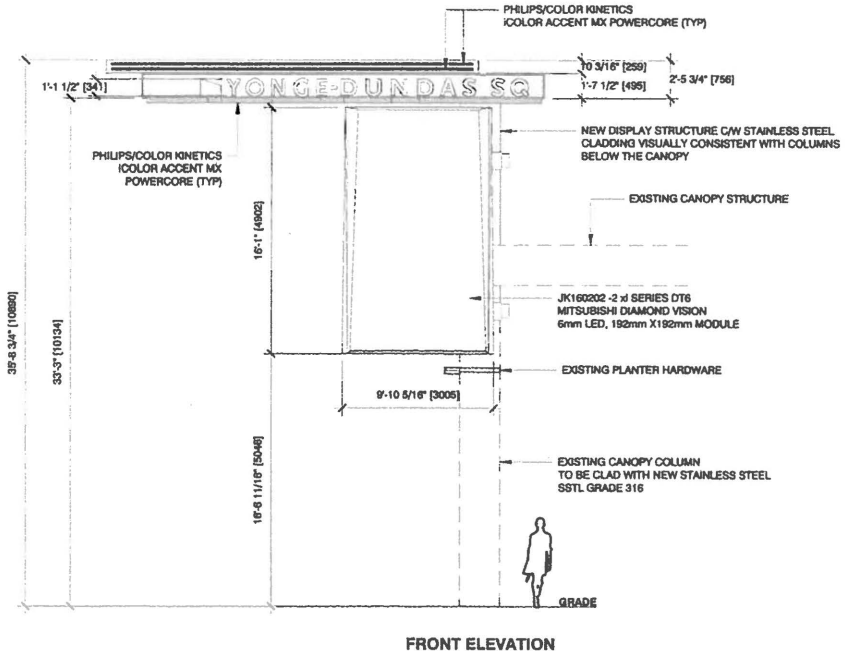 PHILIPS/COLOR KINETICS
ICOLOR ACCENT MX POWERCORE (TYP)
10 3/16" [259]
2'-5 3/4" [756]
1'-7 1/2" [495]
1'-1 1/2" [341]
YONGE-DUNDAS SQ
NEW DISPLAY STRUCTURE C/W STAINLESS STEEL
CLADDING VISUALLY CONSISTENT WITH COLUMNS
BELOW THE CANOPY
PHILIPS/COLOR KINETICS
ICOLOR ACCENT MX
POWERCORE (TYP)
EXISTING CANOPY STRUCTURE
16'-1" [4902]
JK160202 -2 xl SERIES DT6
MITSUBISHI DIAMOND VISION
6mm LED, 192mm X192mm MODULE
35'-8 3/4" [10890]
33'-3" [10134]
EXISTING PLANTER HARDWARE
9'-10 5/16" [3005]
EXISTING CANOPY COLUMN
TO BE CLAD WITH NEW STAINLESS STEEL
SSTL GRADE 316
16'-6 11/16" [5048]
GRADE
FRONT ELEVATION